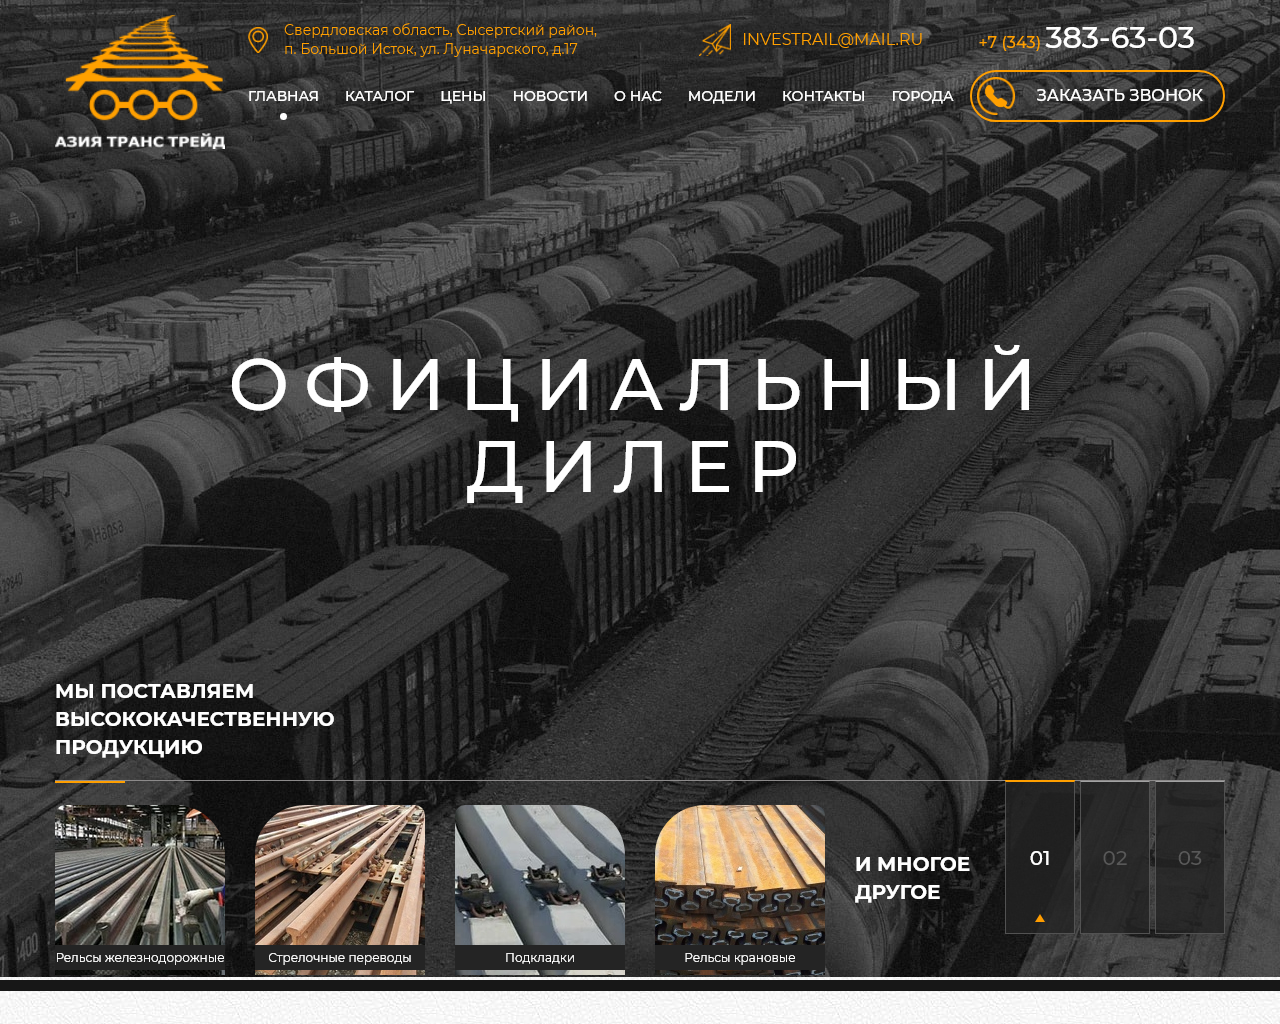 АЗИЯ ТРАНС ТРЕЙД
Свердловская область, Сысертский район,
п. Большой Исток, ул. Луначарского, д.17
INVESTRAIL@MAIL.RU
+7 (343) 383-63-03
ГЛАВНАЯ КАТАЛОГ ЦЕНЫ НОВОСТИ О НАС МОДЕЛИ КОНТАКТЫ ГОРОДА
ЗАКАЗАТЬ ЗВОНОК
ОФИЦИАЛЬНЫЙ
ДИЛЕР
Hansa
МЫ ПОСТАВЛЯЕМ
ВЫСОКОКАЧЕСТВЕННУЮ
ПРОДУКЦИЮ
Рельсы железнодорожные
Стрелочные переводы
Подкладки
Рельсы крановые
И МНОГОЕ
ДРУГОЕ
01
02
03